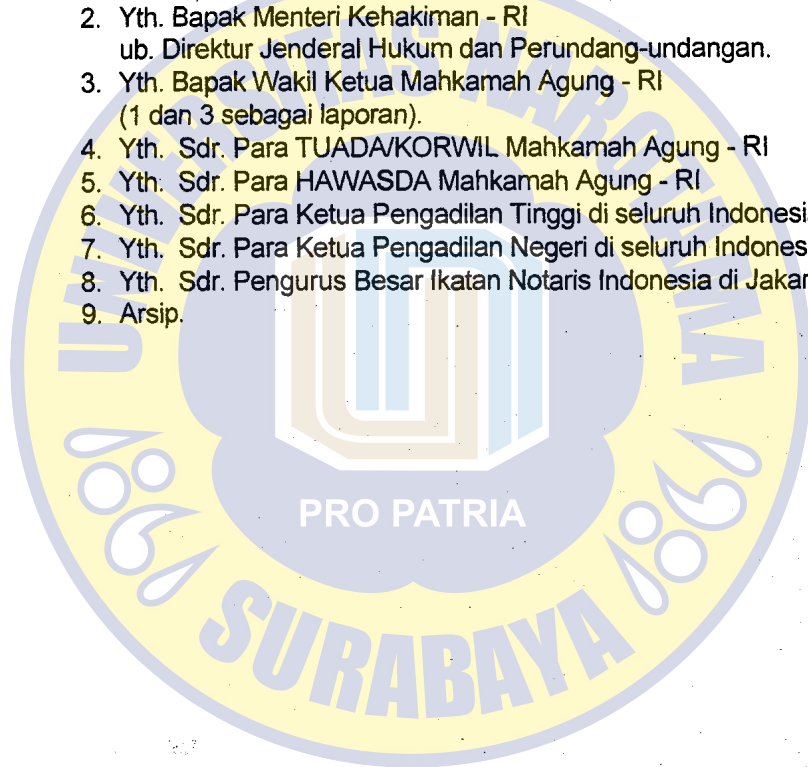 2. Yth. Bapak Menteri Kehakiman - RI
ub. Direktur Jenderal Hukum dan Perundang-undangan.
3. Yth. Bapak Wakil Ketua Mahkamah Agung - RI
(1 dan 3 sebagai laporan).
4. Yth. Sdr. Para TUADA/KORWIL Mahkamah Agung - RI
5. Yth. Sdr. Para HAWASDA Mahkamah Agung - RI
6. Yth. Sdr. Para Ketua Pengadilan Tinggi di seluruh Indonesi
7. Yth. Sdr. Para Ketua Pengadilan Negeri di seluruh Indones
8. Yth. Sdr. Pengurus Besar Ikatan Notaris Indonesia di Jakar
9. Arsip.
UNIVERSITAS NAROTAMA
PRO PATRIA
1981 1981
SURABAYA